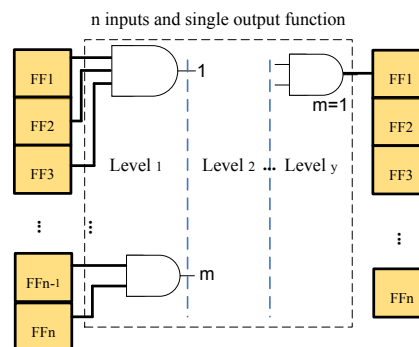 n inputs and single output function
FF1
FF2
FF3
...
FFn-1
FFn
1
Level 1
Level 2
...
Level y
...
m
m=1
FF1
FF2
FF3
...
FFn